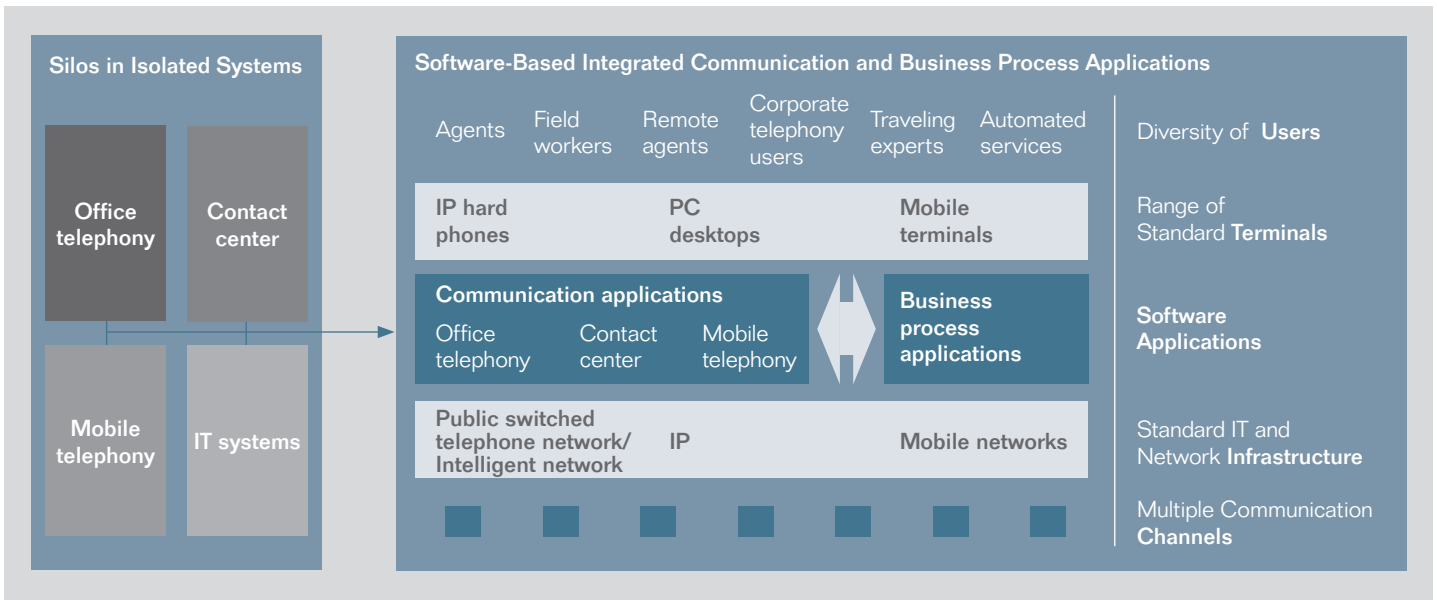 Silos in Isolated Systems
Office
telephony
Contact
center
Mobile
telephony
IT systems
Software-Based Integrated Communication and Business Process Applications
Agents
Field
workers
Remote
agents
Corporate
telephony
users
Traveling
experts
Automated
services
Diversity of Users
IP hard
phones
PC
desktops
Mobile
terminals
Range of
Standard Terminals
Communication applications
Office
telephony
Contact
center
Mobile
telephony
Business
process
applications
Software
Applications
Public switched
telephone network/
Intelligent network
IP
Mobile networks
Standard IT and
Network Infrastructure
Multiple Communication
Channels